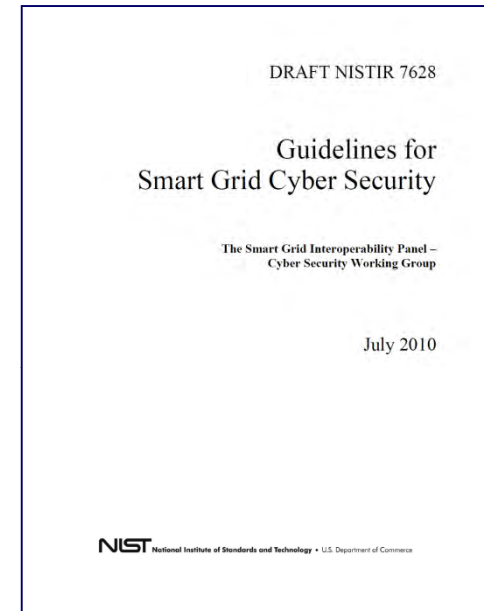 DRAFT NISTIR 7628
Guidelines for
Smart Grid Cyber Security
The Smart Grid Interoperability Panel –
Cyber Security Working Group
July 2010
NIST National Institute of Standards and Technology • U.S. Department of Commerce